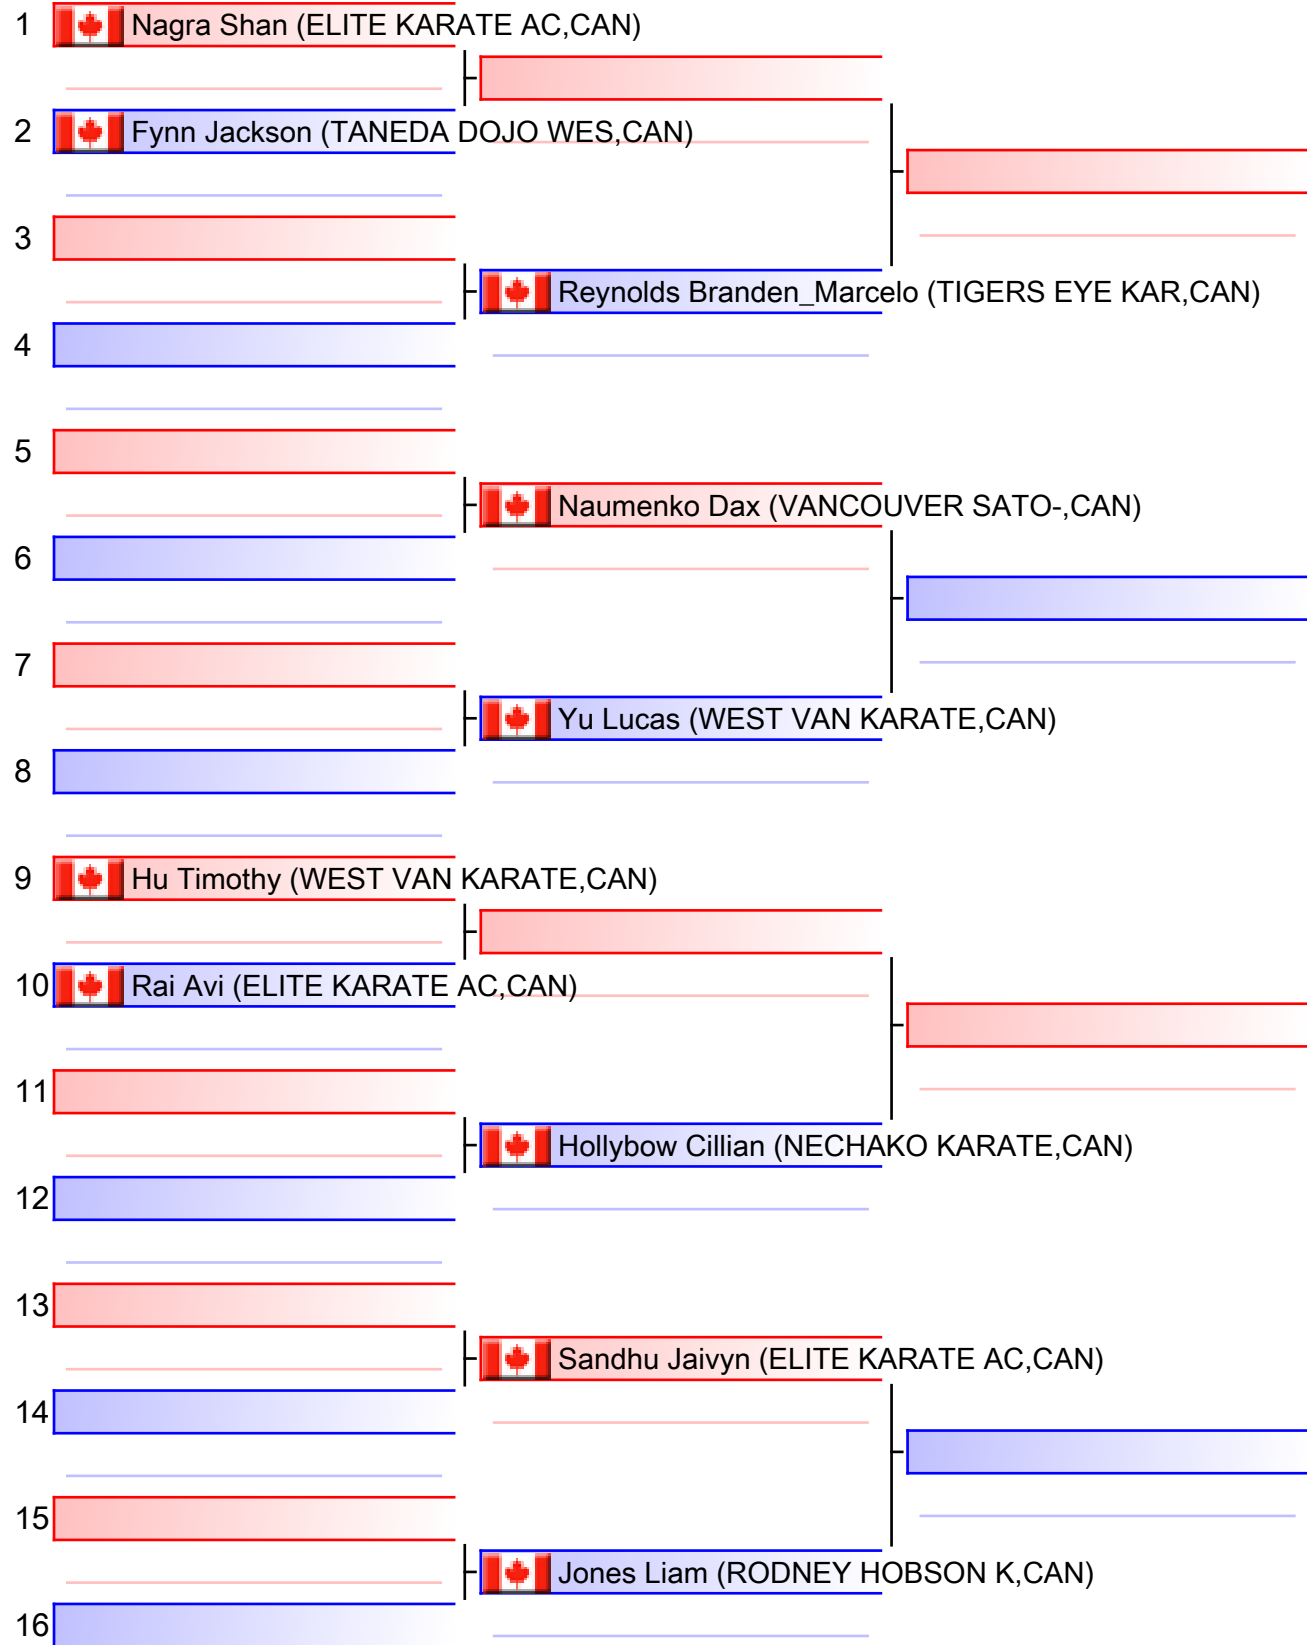 1 Nagra Shan (ELITE KARATE AC,CAN)
2 Fynn Jackson (TANEDA DOJO WES,CAN)
3
Reynolds Branden_Marcelo (TIGERS EYE KAR,CAN)
4
5
Naumenko Dax (VANCOUVER SATO-,CAN)
6
7
Yu Lucas (WEST VAN KARATE,CAN)
8
9 Hu Timothy (WEST VAN KARATE,CAN)
10 Rai Avi (ELITE KARATE AC,CAN)
11
Hollybow Cillian (NECHAKO KARATE,CAN)
12
13
Sandhu Jaivyn (ELITE KARATE AC,CAN)
14
15
Jones Liam (RODNEY HOBSON K,CAN)
16